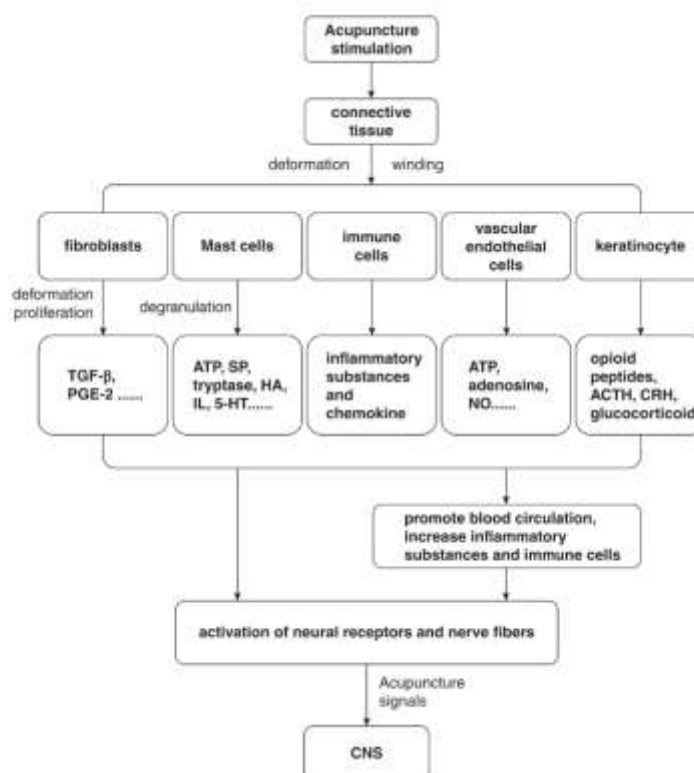 Acupuncture
stimulation
connective
tissue
deformation
winding
fibroblasts
Mast cells
immune
cells
vascular
endothelial
cells
keratinocyte
deformation
proliferation
degranulation
TGF-β,
PGE-2 ......
ATP, SP,
tryptase, HA,
IL, 5-HT......
inflammatory
substances
and
chemokine
ATP,
adenosine,
NO......
opioid
peptides,
ACTH, CRH,
glucocorticoid
promote blood circulation,
increase inflammatory
substances and immune cells
activation of neural receptors and nerve fibers
Acupuncture
signals
CNS